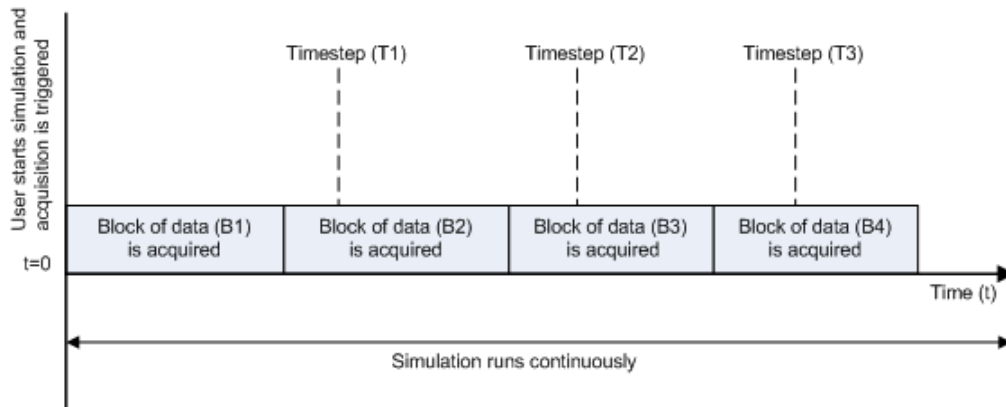 User starts simulation and
acquisition is triggered
Timestep (T1)
Timestep (T2)
Timestep (T3)
Block of data (B1)
is acquired
Block of data (B2)
is acquired
Block of data (B3)
is acquired
Block of data (B4)
is acquired
t=0
Time (t)
Simulation runs continuously